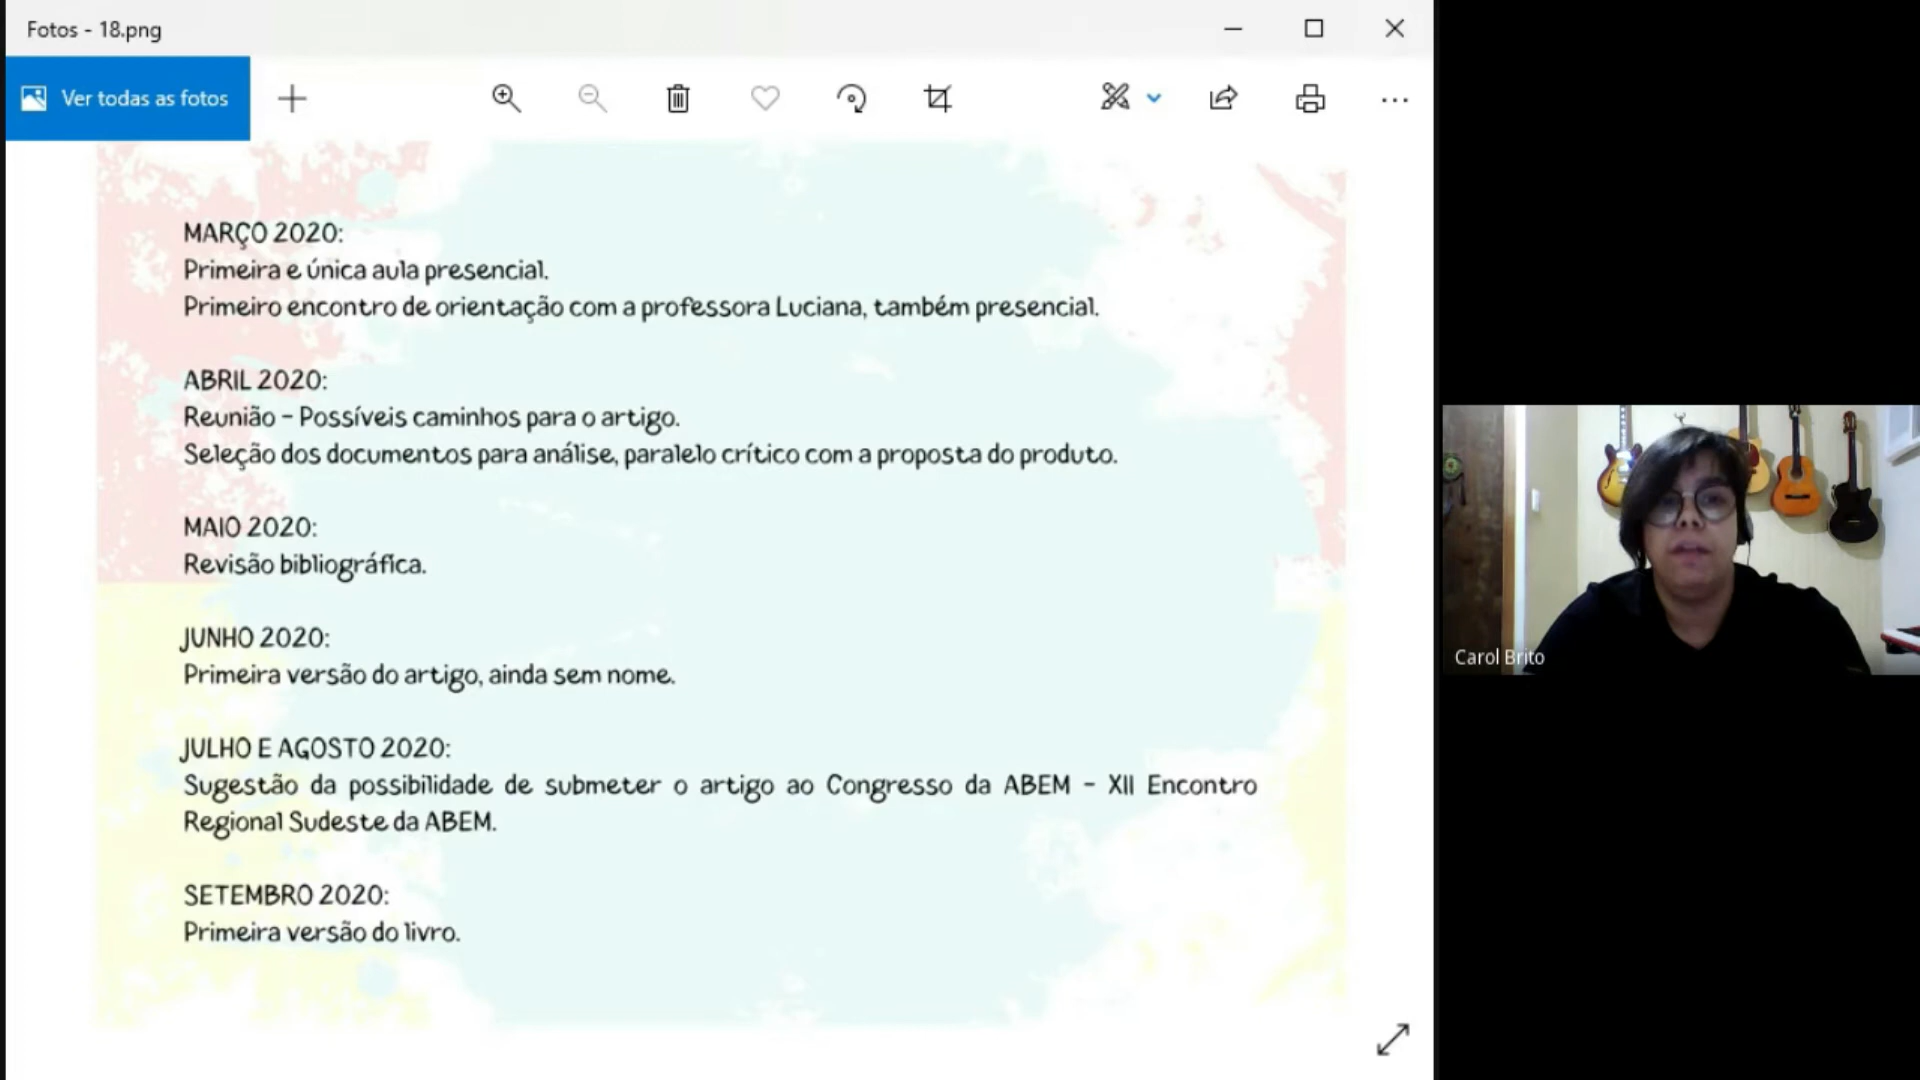 Fotos - 18.png
Ver todas as fotos
MARÇO 2020:
Primeira e única aula presencial.
Primeiro encontro de orientação com a professora Luciana, também presencial.
ABRIL 2020:
Reunião - Possíveis caminhos para o artigo.
Seleção dos documentos para análise, paralelo crítico com a proposta do produto.
MAIO 2020:
Revisão bibliográfica.
JUNHO 2020:
Primeira versão do artigo, ainda sem nome.
JULHO E AGOSTO 2020:
Sugestão da possibilidade de submeter o artigo ao Congresso da ABEM - XII Encontro
Regional Sudeste da ABEM.
SETEMBRO 2020:
Primeira versão do livro.
Carol Brito